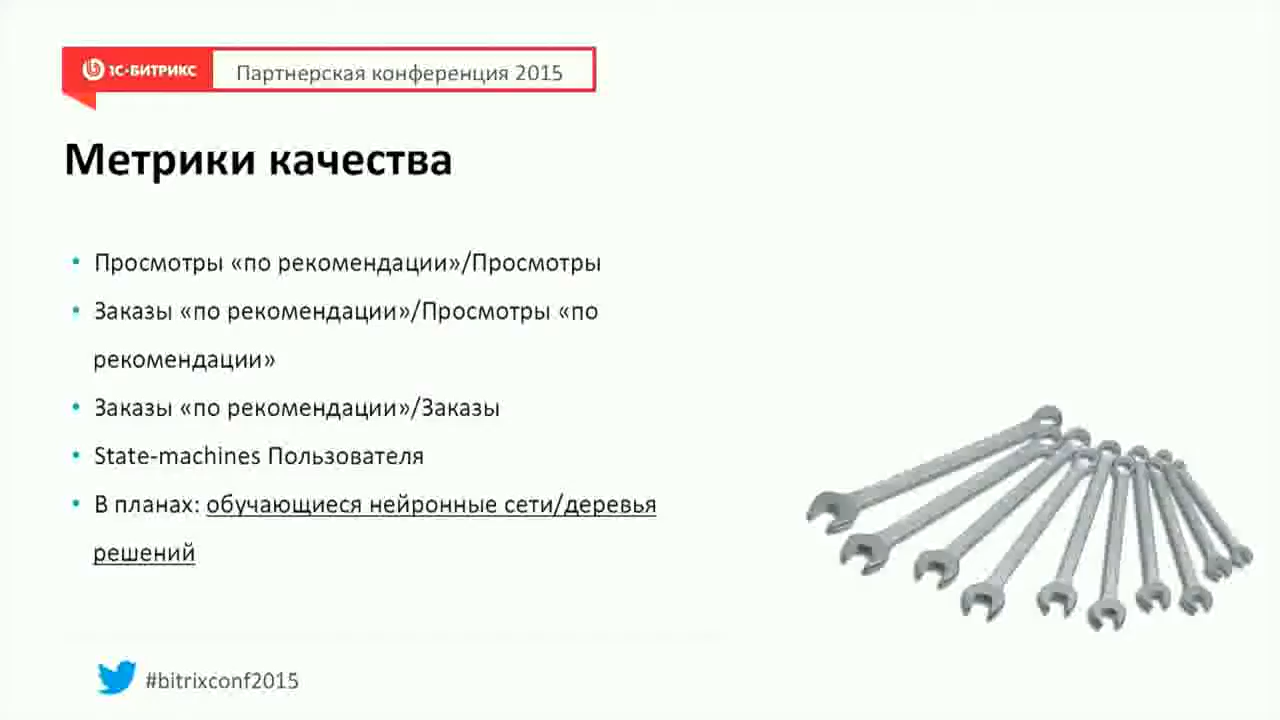 1С-БИТРИКС Партнерская конференция 2015
Метрики качества
• Просмотры «по рекомендации»/Просмотры
• Заказы «по рекомендации»/Просмотры «по
рекомендации»
• Заказы «по рекомендации»/Заказы
• State-machines Пользователя
• В планах: обучающиеся нейронные сети/деревья
решений
#bitrixconf2015